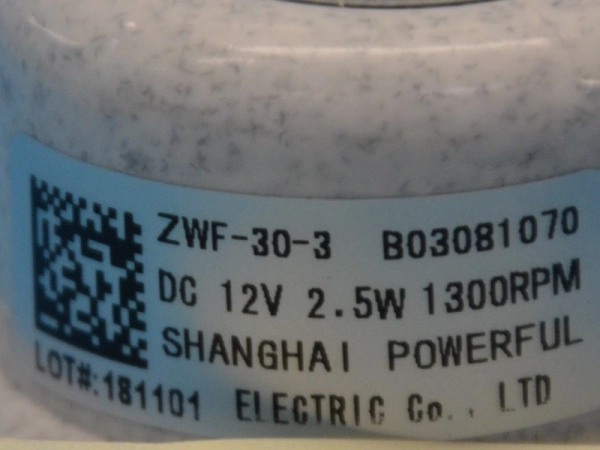 ZWF-30-3 B03081070
DC 12V 2.5W 1300RPM
SHANGHAI POWERFUL
LOT#:181101 ELECTRIC Co., LTD